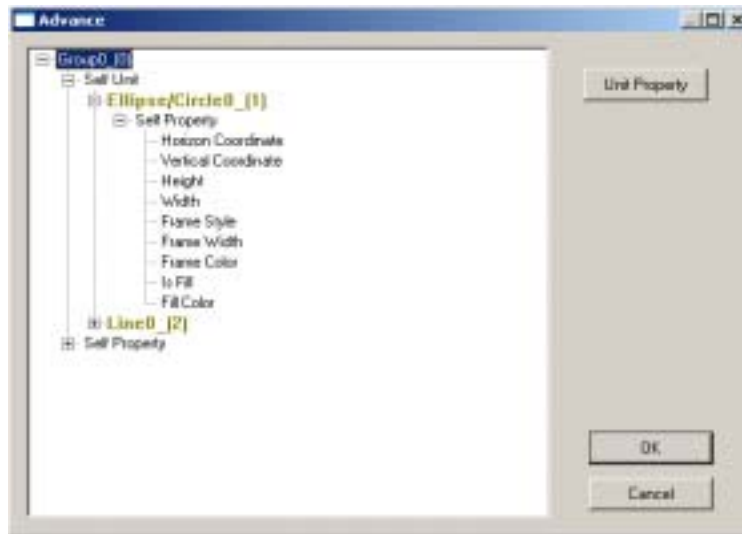 Advance
Group0_(0)
Self Unit
Ellipse/Circle0_(1)
Self Property
Horizon Coordinate
Vertical Coordinate
Height
Width
Frame Style
Frame Width
Frame Color
Is Fill
Fill Color
Line0_(2)
Self Property
Unit Property
OK
Cancel